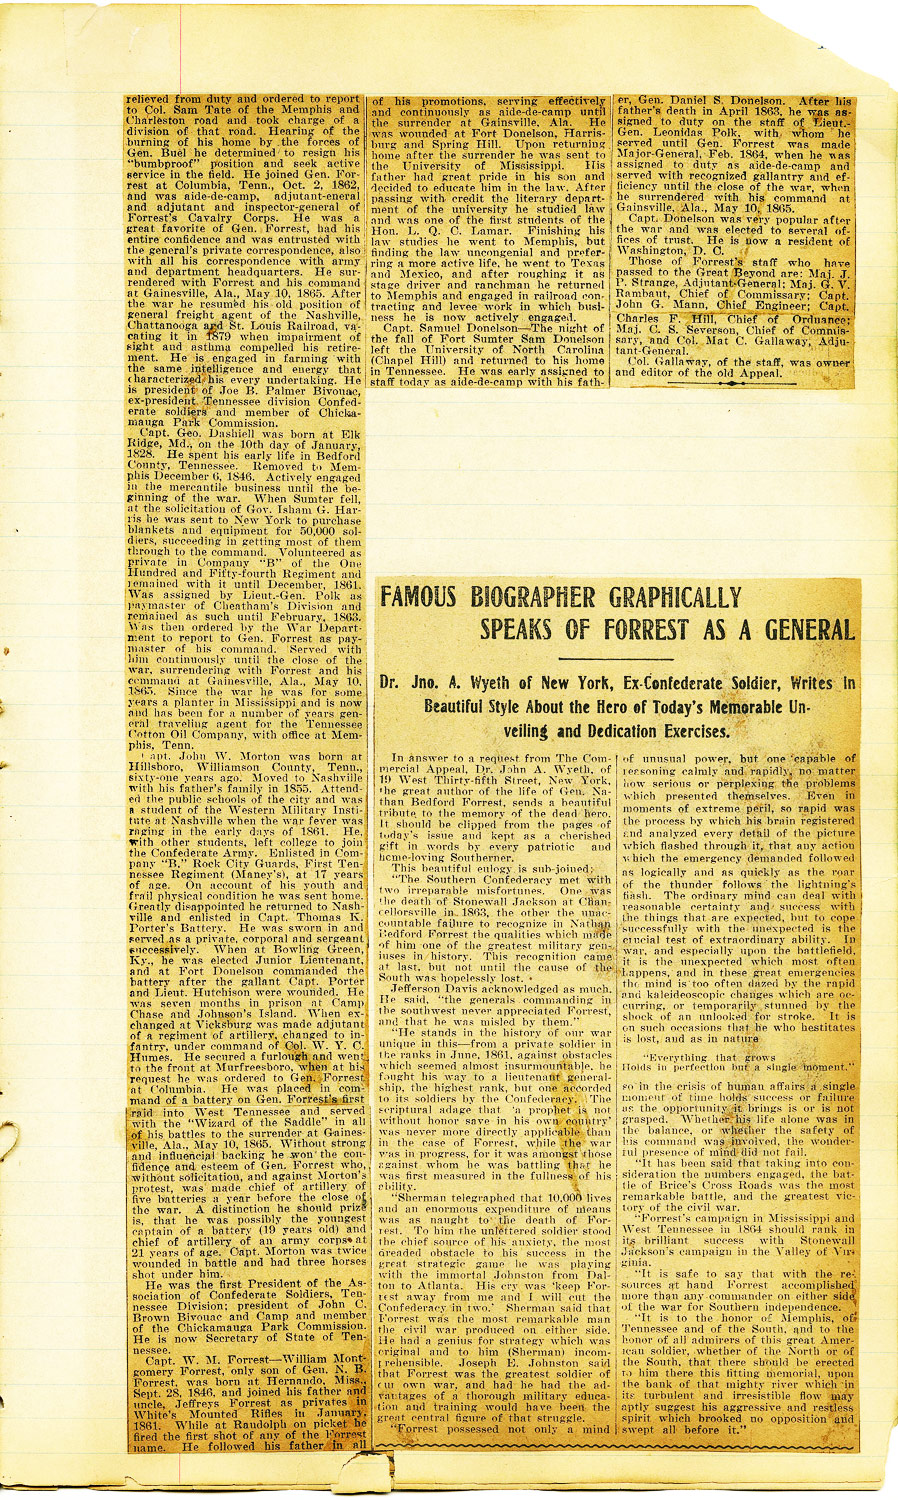 relieved from duty and ordered to report
to Col. Sam Tate of the Memphis and
Charleston road and took charge of a
division of that road. Hearing of the
burning of his home by the forces of
Gen. Buel he determined to resign his
"bumbproof" position and seek active
service in the field. He joined Gen. For-
rest at Columbia, Tenn., Oct. 2, 1862,
and was aide-de-camp, adjutant-eneral
and adjutant and inspector-general of
Forrest's Cavalry Corps. He was a
great favorite of Gen. Forrest, had his
entire confidence and was entrusted with
the general's private correspondence, also
with all his correspondence with army
and department headquarters. He sur-
rendered with Forrest and his command
at Gainesville, Ala., May 10, 1865. After
the war he resumed his old position of
general freight agent of the Nashville,
Chattanooga and St. Louis Railroad, va-
cating it in 1879 when impairment of
sight and asthma compelled his retire-
ment. He is engaged in farming with
the same intelligence and energy that
characterized his every undertaking. He
is president of Joe B. Palmer Bivouac,
ex-president Tennessee division Confed-
erate soldiers and member of Chicka-
mauga Park Commission.
Capt. Geo. Dashiell was born at Elk
Ridge, Md., on the 10th day of January,
1828. He spent his early life in Bedford
County, Tennessee. Removed to Mem-
phis December 6, 1846. Actively engaged
in the mercantile business until the be-
ginning of the war. When Sumter fell,
at the solicitation of Gov. Isham G. Har-
ris he was sent to New York to purchase
blankets and equipment for 50,000 sol-
diers, succeeding in getting most of them
through to the command. Volunteered as
private in Company "B" of the One
Hundred and Fifty-fourth Regiment and
remained with it until December, 1861.
Was assigned by Lieut.-Gen. Polk as
paymaster of Cheatham's Division and
remained as such until February, 1863.
Was then ordered by the War Depart-
ment to report to Gen. Forrest as pay-
master of his command. Served with
him continuously until the close of the
war, surrendering with Forrest and his
command at Gainesville, Ala., May 10,
1865. Since the war he was for some
years a planter in Mississippi and is now
and has been for a number of years gen-
eral traveling agent for the Tennessee
Cotton Oil Company, with office at Mem-
phis, Tenn.
Capt. John W. Morton was born at
Hillsboro, Williamson County, Tenn.,
sixty-one years ago. Moved to Nashville
with his father's family in 1855. Attend-
ed the public schools of the city and was
student of the Western Military Insti-
tute at Nashville when the war fever was
raging in the early days of 1861. He,
with other students, left college to join
the Confederate Army. Enlisted in Com-
pany "B," Rock City Guards, First Ten-
nessee Regiment (Maney's), at 17 years
of age. On account of his youth and
frail physical condition he was sent home.
Greatly disappointed he returned to Nash-
ville and enlisted in Capt. Thomas K.
Porter's Battery. He was sworn in and
served as a private, corporal and sergeant
successively. When at Bowling Green,
Ky., he was elected Junior Lieutenant,
and at Fort Donelson commanded the
battery after the gallant Capt. Porter
and Lieut. Hutchison were wounded. He
was seven months in prison at Camp
Chase and Johnson's Island. When ex-
changed at Vicksburg was made adjutant
of a regiment of artillery, changed to in-
fantry, under command of Col. W. Y. C.
Humes. He secured a furlough and went
to the front at Murfreesboro, when at his
request he was ordered to Gen. Forrest
at Columbia. He was placed in com-
mand of a battery on Gen. Forrest's first
raid into West Tennessee and served
with the "Wizard of the Saddle" in all
of his battles to the surrender at Gaines-
ville, Ala., May 10, 1865. Without strong
and influencial backing he won the con-
fidence and esteem of Gen. Forrest who,
without solicitation, and against Morton's
protest, was made chief of artillery of
five batteries a year before the close of
the war. A distinction he should prize
is, that he was possibly the youngest
captain of a battery (19 years old) and
chief of artillery of an army corps at
21 years of age. Capt. Morton was twice
wounded in battle and had three horses
shot under him.
He was the first President of the As-
sociation of Confederate Soldiers, Ten-
nessee Division; president of John C.
Brown Bivouac and Camp and member
of the Chickamauga Park Commission.
He is now Secretary of State of Ten-
nessee.
Capt. W. M. Forrest—William Mont-
gomery Forrest, only son of Gen. N. B.
Forrest, was born at Hernando, Miss.,
Sept. 28, 1846, and joined his father and
uncle, Jeffreys Forrest as privates in
White's Mounted Rifles in January,
1861. While at Randolph on picket he
fired the first shot of any of the Forrest
name. He followed his father in all
of his promotions, serving effectively
and continuously as aide-de-camp until
the surrender at Gainsville, Ala. He
was wounded at Fort Donelson, Harris-
burg and Spring Hill. Upon returning
home after the surrender he was sent to
the University of Mississippi. His
father had great pride in his son and
decided to educate him in the law. After
passing with credit the literary depart-
ment of the university he studied law
and was one of the first students of the
Hon. L. Q. C. Lamar. Finishing his
law studies he went to Memphis, but
finding the law uncongenial and prefer-
ring a more active life, he went to Texas
and Mexico, and after roughing it as
stage driver and ranchman he returned
to Memphis and engaged in railroad con-
tracting and levee work in which busi-
ness he is now actively engaged.
Capt. Samuel Donelson—The night of
the fall of Fort Sumter Sam Donelson
left the University of North Carolina
(Chapel Hill) and returned to his home
in Tennessee. He was early assigned to
staff today as aide-de-camp with his fath-
er, Gen. Daniel S. Donelson. After his
father's death in April 1863, he was as-
signed to duty on the staff of Lieut.-
Gen. Leonidas Polk, with whom he
served until Gen. Forrest was made
Major-General, Feb. 1864, when he was
assigned to duty as aide-de-camp and
served with recognized gallantry and ef-
ficiency until the close of the war, when
he surrendered with his command at
Gainsville, Ala., May 10, 1865.
Capt. Donelson was very popular after
the war and was elected to several of-
fices of trust. He is now a resident of
Washington, D. C.
Those of Forrest's staff who have
passed to the Great Beyond are: Maj. J.
P. Strange, Adjutant-General; Maj. G. V.
Rambaut, Chief of Commissary; Capt.
John G. Mann, Chief Engineer; Capt.
Charles F. Hill, Chief of Ordnance;
Maj. C. S. Severson, Chief of Commis-
sary, and Col. Mat C. Gallaway, Adju-
tant-General.
Col. Gallaway, of the staff, was owner
and editor of the old Appeal.
FAMOUS BIOGRAPHER GRAPHICALLY
SPEAKS OF FORREST AS A GENERAL
Dr. Jno. A. Wyeth of New York, Ex-Confederate Soldier, Writes in
Beautiful Style About the Hero of Today's Memorable Un-
veiling and Dedication Exercises.
In answer to a request from The Com-
mercial Appeal, Dr. John A. Wyeth, of
19 West Thirty-fifth Street, New York,
the great author of the life of Gen. Na-
than Bedford Forrest, sends a beautiful
tribute to the memory of the dead hero.
It should be clipped from the pages of
today's issue and kept as a cherished
gift in words by every patriotic and
home-loving Southerner.
This beautiful eulogy is sub-joined:
"The Southern Confederacy met with
two irreparable misfortunes. One was
the death of Stonewall Jackson at Chan-
cellorsville in 1863, the other the unac-
countable failure to recognize in Nathan
Bedford Forrest the qualities which made
of him one of the greatest military gen-
iuses in history. This recognition came
at last, but not until the cause of the
South was hopelessly lost.
Jefferson Davis acknowledged as much.
He said, "the generals commanding in
the southwest never appreciated Forrest,
and that he was misled by them."
"He stands in the history of our war
unique in this—from a private soldier in
the ranks in June, 1861, against obstacles
which seemed almost insurmountable, he
fought his way to a lieutenant general-
ship, the highest rank, but one accorded
to its soldiers by the Confederacy. The
scriptural adage that 'a prophet is not
without honor save in his own country'
was never more directly applicable than
in the case of Forrest, while the war
was in progress, for it was amongst those
against whom he was battling that he
was first measured in the fullness of his
ability.
"Sherman telegraphed that 10,000 lives
and an enormous expenditure of means
was as naught to the death of For-
rest. To him the unlettered soldier stood
the chief source of his anxiety, the most
dreaded obstacle to his success in the
great strategic game he was playing
with the immortal Johnston from Dal-
ton to Atlanta. His cry was 'keep For-
rest away from me and I will cut the
Confederacy in two.' Sherman said that
Forrest was the most remarkable man
the civil war produced on either side.
He had a genius for strategy which was
original and to him (Sherman) incom-
prehensible. Joseph E. Johnston said
that Forrest was the greatest soldier of
our own war, and had he had the ad-
vantages of a thorough military educa-
tion and training would have been the
great central figure of that struggle.
"Forrest possessed not only a mind
of unusual power, but one capable of
reasoning calmly and rapidly, no matter
how serious or perplexing the problems
which presented themselves. Even in
moments of extreme peril, so rapid was
the process by which his brain registered
and analyzed every detail of the picture
which flashed through it, that any action
which the emergency demanded followed
as logically and as quickly as the roar
of the thunder follows the lightning's
flash. The ordinary mind can deal with
reasonable certainty and success with
the things that are expected, but to cope
successfully with the unexpected is the
crucial test of extraordinary ability. In
war, and especially upon the battlefield,
it is the unexpected which most often
happens, and in these great emergencies
the mind is too often dazed by the rapid
and kaleideoscopic changes which are oc-
curring, or temporarily stunned by the
shock of an unlooked for stroke. It is
on such occasions that he who hestitates
is lost, and as in nature
"Everything that grows
Holds in perfection but a single moment."
so in the crisis of human affairs a single
moment of time holds success or failure
as the opportunity it brings is or is not
grasped. Whether his life alone was in
the balance, or whether the safety of
his command was involved, the wonder-
ful presence of mind did not fail.
"It has been said that taking into con-
sideration the numbers engaged, the bat-
tle of Brice's Cross Roads was the most
remarkable battle, and the greatest vic-
tory of the civil war.
"Forrest's campaign in Mississippi and
West Tennessee in 1864 should rank in
its brilliant success with Stonewall
Jackson's campaign in the Valley of Vir-
ginia.
"It is safe to say that with the re-
sources at hand Forrest accomplished
more than any commander on either side
of the war for Southern independence.
"It is to the honor of Memphis, of
Tennessee and of the South, and to the
honor of all admirers of this great Amer-
ican soldier, whether of the North or of
the South, that there should be erected
to him there this fitting memorial, upon
the bank of that mighty river which in
its turbulent and irresistible flow may
aptly suggest his aggressive and restless
spirit which brooked no opposition and
swept all before it."